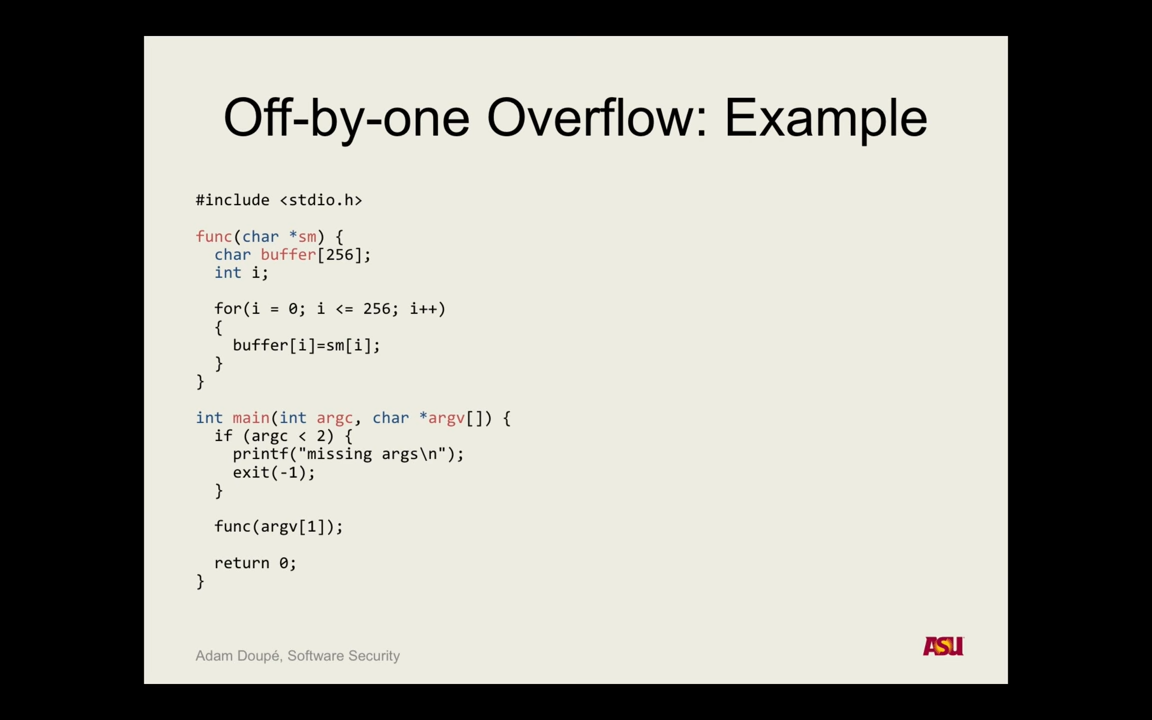 Off-by-one Overflow: Example
#include <stdio.h>
func(char *sm) {
  char buffer[256];
  int i;
  for(i = 0; i <= 256; i++)
  {
    buffer[i]=sm[i];
  }
}
int main(int argc, char *argv[]) {
  if (argc < 2) {
    printf("missing args\n");
    exit(-1);
  }
  func(argv[1]);
  return 0;
}
Adam Doupé, Software Security
ASU